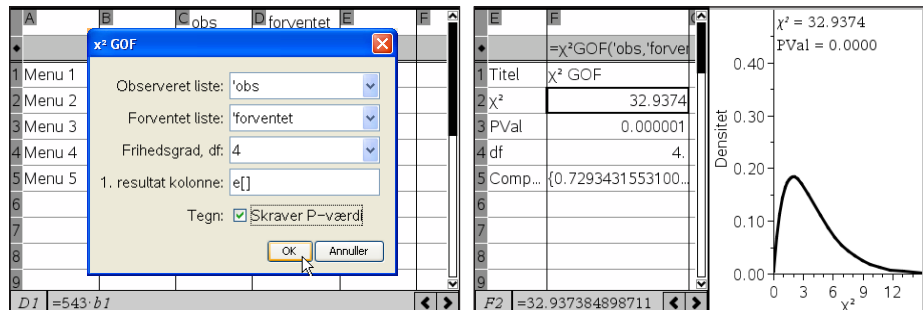 A B C obs D forventet E F
◆
1 Menu 1
2 Menu 2
3 Menu 3
4 Menu 4
5 Menu 5
6
7
8
9
D1 =543·b1
χ² GOF
Observeret liste: 'obs
Forventet liste: 'forventet
Frihedsgrad, df: 4
1. resultat kolonne: e[]
Tegn: Skraver P-værdi
OK Annuller
E F
◆ =χ²GOF('obs,'forver
1 Titel χ² GOF
2 χ² 32.9374
3 PVal 0.000001
4 df 4.
5 Comp... {0.7293431553100...
6
7
8
9
F2 =32.937384898711
χ² = 32.9374
PVal = 0.0000
Densitet
0.40
0.30
0.20
0.10
0.00
0 3 6 9 12
χ²